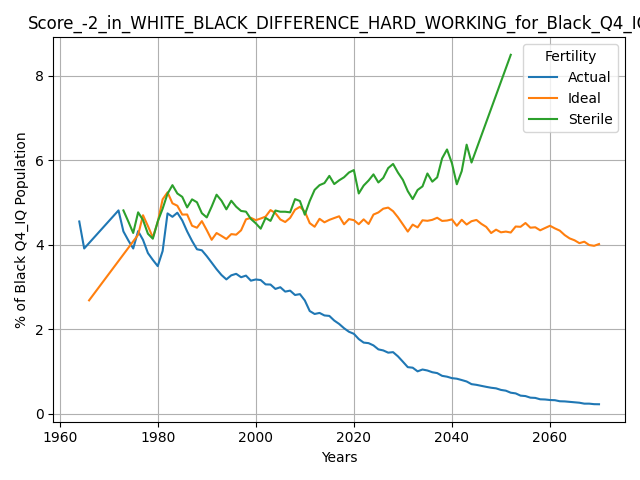 Score_-2_in_WHITE_BLACK_DIFFERENCE_HARD_WORKING_for_Black_Q4_IQ
Fertility
Actual
Ideal
Sterile
% of Black Q4_IQ Population
8
6
4
2
0
1960 1980 2000 2020 2040 2060
Years